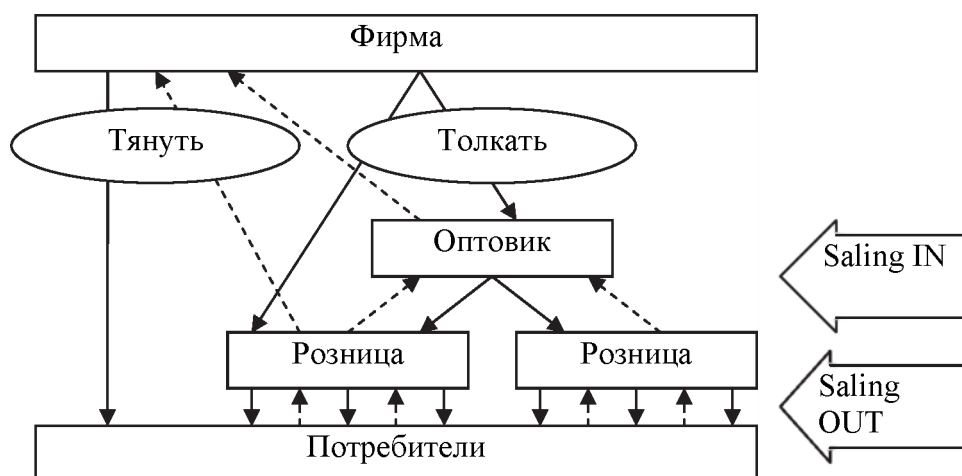 Фирма
Тянуть
Толкать
Оптовик
Saling IN
Розница
Розница
Saling
OUT
Потребители